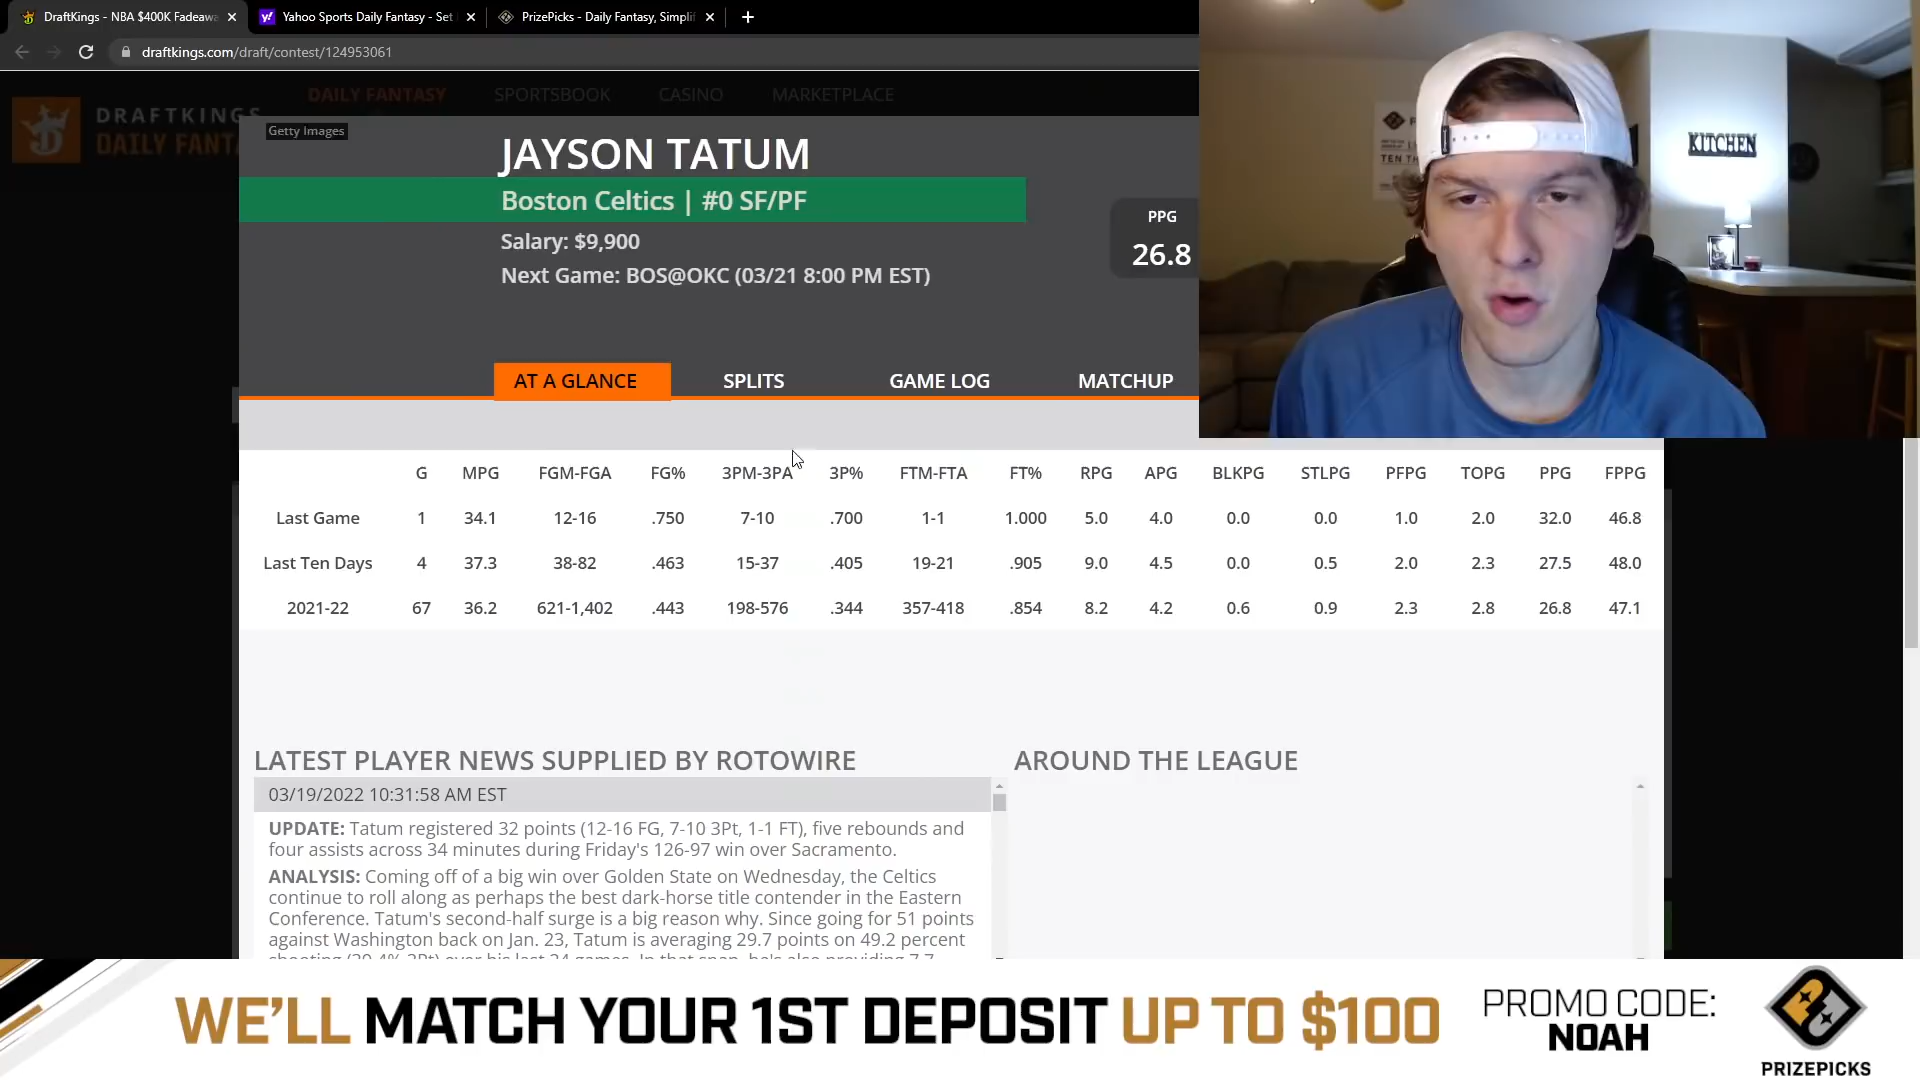 DraftKings - NBA $400K Fadeaw
Yahoo Sports Daily Fantasy - Set
PrizePicks - Daily Fantasy, Simplif
draftkings.com/draft/contest/124953061
DAILY FANTASY SPORTSBOOK CASINO MARKETPLACE
DRAFTKINGS
DAILY FANTA
Getty Images
JAYSON TATUM
Boston Celtics | #0 SF/PF
Salary: $9,900
Next Game: BOS@OKC (03/21 8:00 PM EST)
PPG
26.8
KITCHEN
AT A GLANCE SPLITS GAME LOG MATCHUP
G MPG FGM-FGA FG% 3PM-3PA 3P% FTM-FTA FT% RPG APG BLKPG STLPG PFPG TOPG PPG FPPG
Last Game 1 34.1 12-16 .750 7-10 .700 1-1 1.000 5.0 4.0 0.0 0.0 1.0 2.0 32.0 46.8
Last Ten Days 4 37.3 38-82 .463 15-37 .405 19-21 .905 9.0 4.5 0.0 0.5 2.0 2.3 27.5 48.0
2021-22 67 36.2 621-1,402 .443 198-576 .344 357-418 .854 8.2 4.2 0.6 0.9 2.3 2.8 26.8 47.1
LATEST PLAYER NEWS SUPPLIED BY ROTOWIRE
AROUND THE LEAGUE
03/19/2022 10:31:58 AM EST
UPDATE: Tatum registered 32 points (12-16 FG, 7-10 3Pt, 1-1 FT), five rebounds and
four assists across 34 minutes during Friday's 126-97 win over Sacramento.
ANALYSIS: Coming off of a big win over Golden State on Wednesday, the Celtics
continue to roll along as perhaps the best dark-horse title contender in the Eastern
Conference. Tatum's second-half surge is a big reason why. Since going for 51 points
against Washington back on Jan. 23, Tatum is averaging 29.7 points on 49.2 percent
WE'LL MATCH YOUR 1ST DEPOSIT UP TO $100
PROMO CODE:
NOAH
PRIZEPICKS